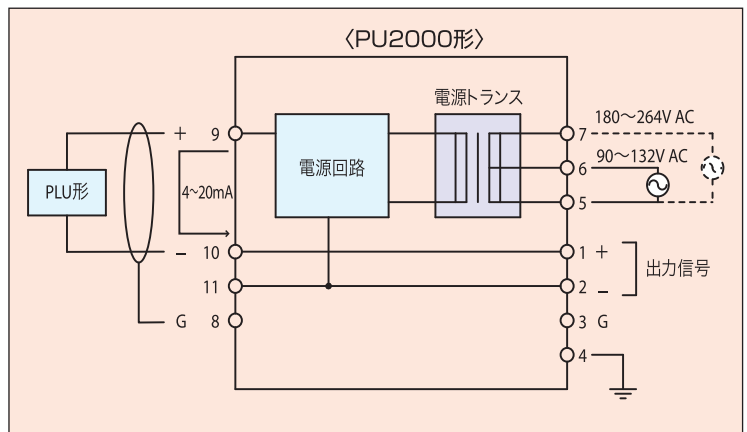 〈PU2000形〉
電源トランス
180〜264V AC
90〜132V AC
PLU形
+ 9
4~20mA
電源回路
7
6
5
− 10
1 +
11
2 −
出力信号
G 8
3 G
4